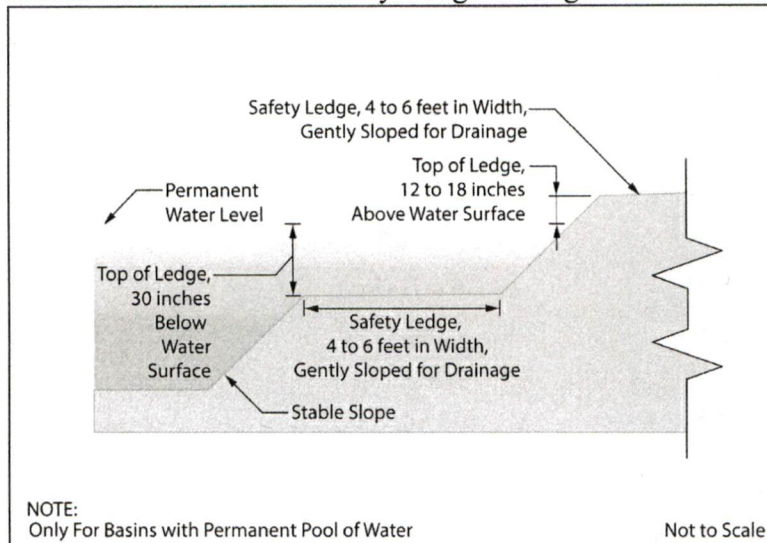 Safety Ledge, 4 to 6 feet in Width,
Gently Sloped for Drainage
Top of Ledge,
12 to 18 inches
Above Water Surface
Permanent
Water Level
Top of Ledge,
30 inches
Below
Water
Surface
Safety Ledge,
4 to 6 feet in Width,
Gently Sloped for Drainage
Stable Slope
NOTE:
Only For Basins with Permanent Pool of Water
Not to Scale